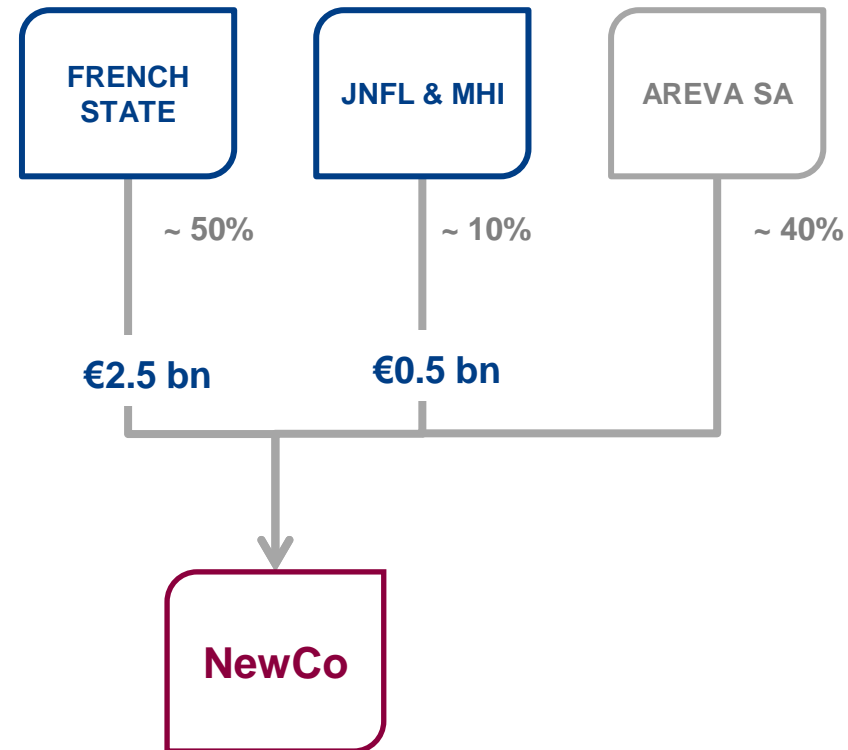 FRENCH
STATE
JNFL & MHI
AREVA SA
~ 50%
~ 10%
~ 40%
€2.5 bn
€0.5 bn
NewCo